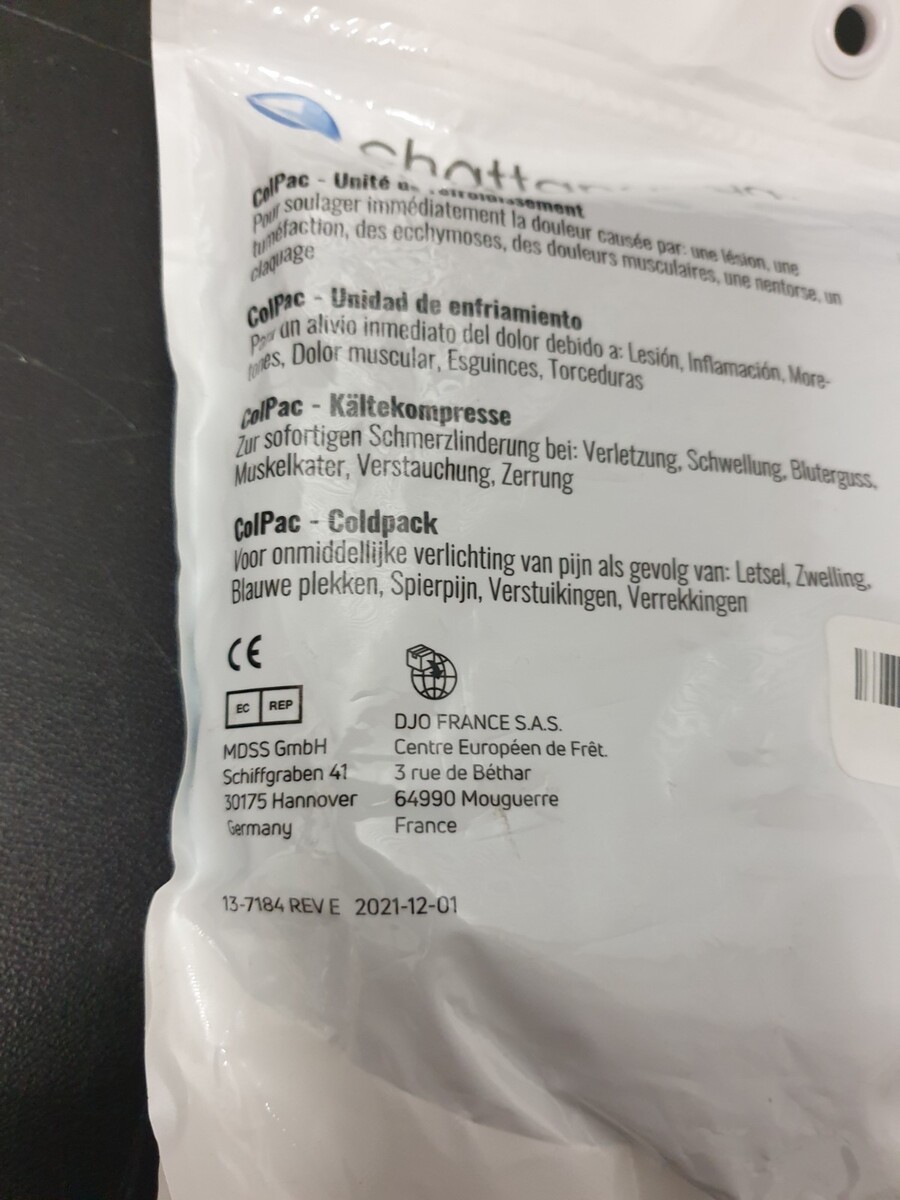 ColPac - Unité
Pour soulager immédiatement la douleur causée par: une lésion, une
tuméfaction, des ecchymoses, des douleurs musculaires, une nentorse, un
claquage
ColPac - Unidad de enfriamiento
Para un alivio inmediato del dolor debido a: Lesión, Inflamación, More-
tones, Dolor muscular, Esguinces, Torceduras
ColPac - Kältekompresse
Zur sofortigen Schmerzlinderung bei: Verletzung, Schwellung, Bluterguss,
Muskelkater, Verstauchung, Zerrung
ColPac - Coldpack
Voor onmiddellijke verlichting van pijn als gevolg van: Letsel, Zwelling,
Blauwe plekken, Spierpijn, Verstuikingen, Verrekkingen
CE
EC REP
MDSS GmbH
Schiffgraben 41
30175 Hannover
Germany
DJO FRANCE S.A.S.
Centre Européen de Frêt.
3 rue de Béthar
64990 Mouguerre
France
13-7184 REV E 2021-12-01